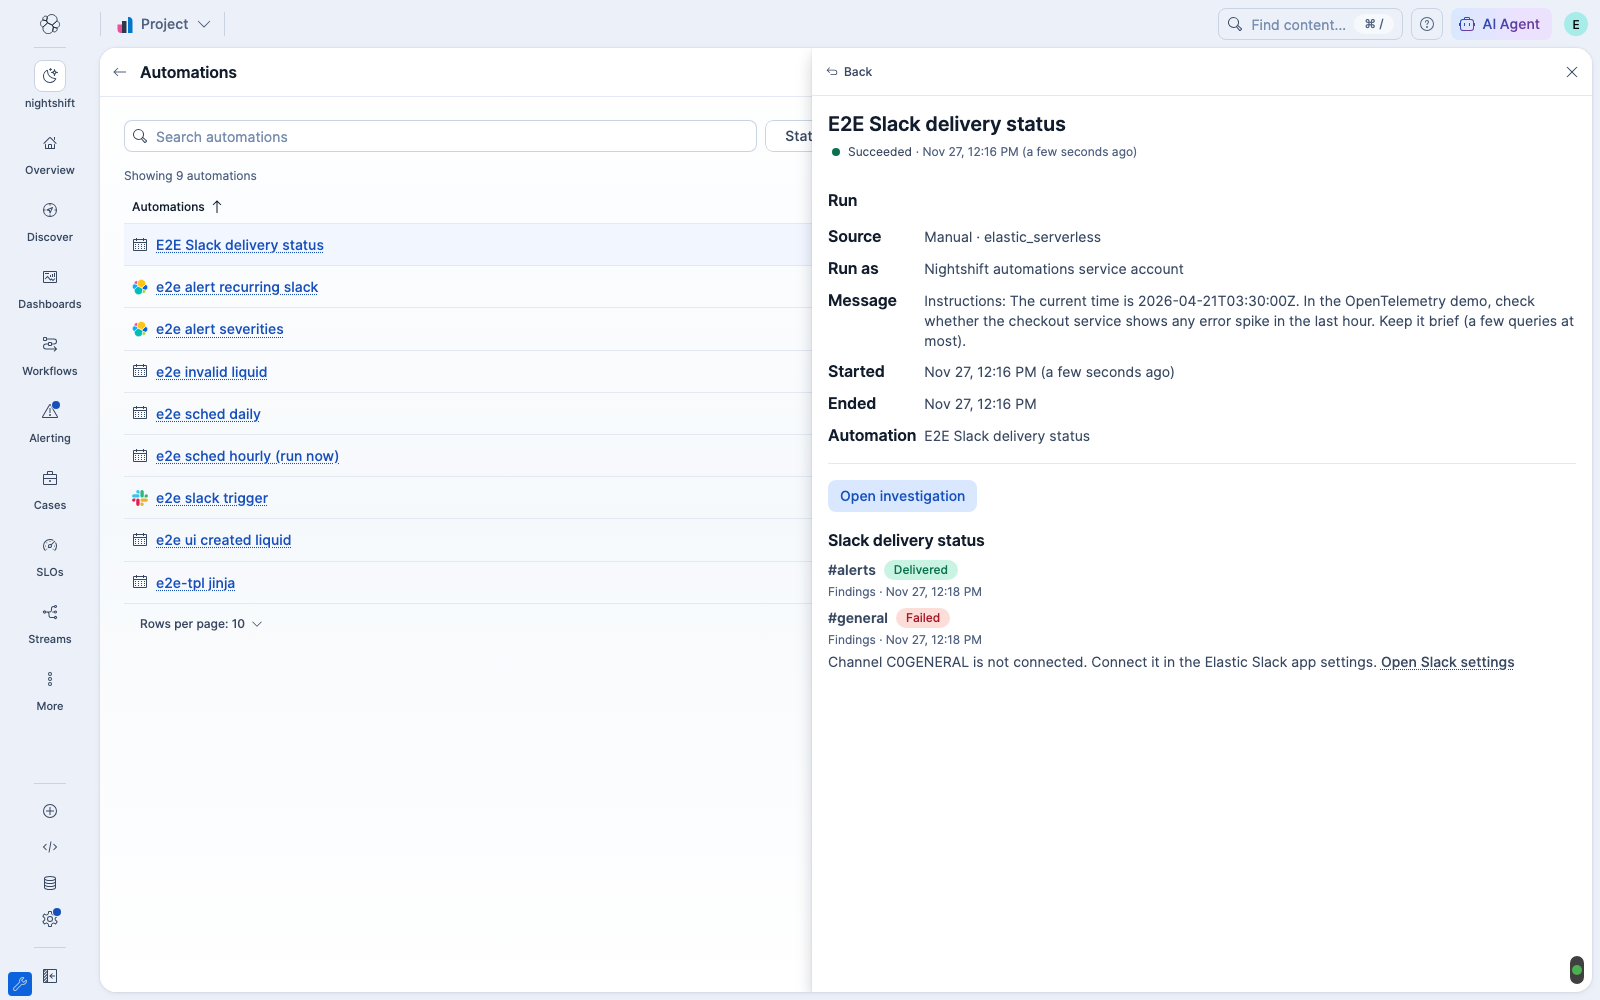 Project
Find content...
⌘ /
AI Agent
E
nightshift
Overview
Discover
Dashboards
Workflows
Alerting
Cases
SLOs
Streams
More
Automations
Search automations
Stat
Showing 9 automations
Automations
E2E Slack delivery status
e2e alert recurring slack
e2e alert severities
e2e invalid liquid
e2e sched daily
e2e sched hourly (run now)
e2e slack trigger
e2e ui created liquid
e2e-tpl jinja
Rows per page: 10
Back
E2E Slack delivery status
Succeeded · Nov 27, 12:16 PM (a few seconds ago)
Run
Source Manual · elastic_serverless
Run as Nightshift automations service account
Message Instructions: The current time is 2026-04-21T03:30:00Z. In the OpenTelemetry demo, check
whether the checkout service shows any error spike in the last hour. Keep it brief (a few queries at
most).
Started Nov 27, 12:16 PM (a few seconds ago)
Ended Nov 27, 12:16 PM
Automation E2E Slack delivery status
Open investigation
Slack delivery status
#alerts Delivered
Findings · Nov 27, 12:18 PM
#general Failed
Findings · Nov 27, 12:18 PM
Channel C0GENERAL is not connected. Connect it in the Elastic Slack app settings. Open Slack settings